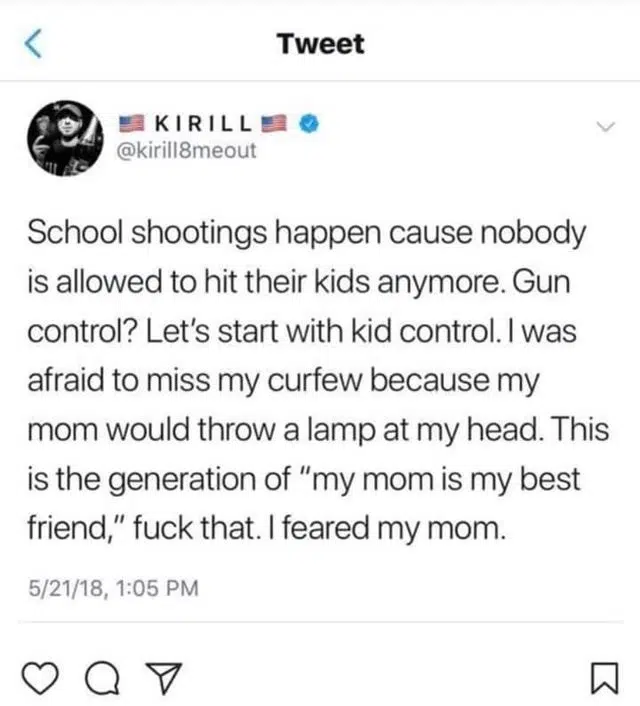 Tweet
🇺🇸 KIRILL 🇺🇸
@kirill8meout
School shootings happen cause nobody
is allowed to hit their kids anymore. Gun
control? Let's start with kid control. I was
afraid to miss my curfew because my
mom would throw a lamp at my head. This
is the generation of "my mom is my best
friend," fuck that. I feared my mom.
5/21/18, 1:05 PM